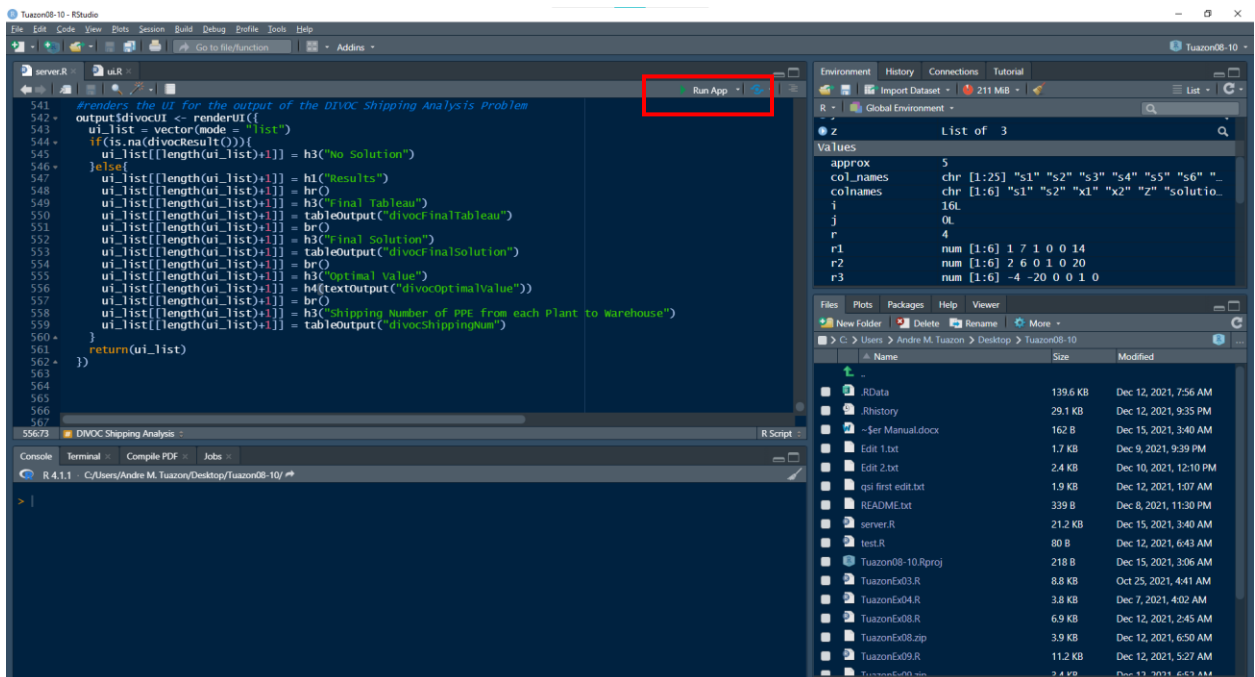 Tuazon08-10 - RStudio
File Edit Code View Plots Session Build Debug Profile Tools Help
Go to file/function Addins Tuazon08-10
server.R ui.R
Run App
541 #renders the UI for the output of the DIVOC Shipping Analysis Problem
542 output$divocUI <- renderUI({
543 ui_list = vector(mode = "list")
544 if(is.na(divocResult())){
545 ui_list[[length(ui_list)+1]] = h3("No Solution")
546 }else{
547 ui_list[[length(ui_list)+1]] = h1("Results")
548 ui_list[[length(ui_list)+1]] = hr()
549 ui_list[[length(ui_list)+1]] = h3("Final Tableau")
550 ui_list[[length(ui_list)+1]] = tableOutput("divocFinalTableau")
551 ui_list[[length(ui_list)+1]] = br()
552 ui_list[[length(ui_list)+1]] = h3("Final Solution")
553 ui_list[[length(ui_list)+1]] = tableOutput("divocFinalSolution")
554 ui_list[[length(ui_list)+1]] = br()
555 ui_list[[length(ui_list)+1]] = h3("Optimal Value")
556 ui_list[[length(ui_list)+1]] = h4(textOutput("divocOptimalValue"))
557 ui_list[[length(ui_list)+1]] = br()
558 ui_list[[length(ui_list)+1]] = h3("Shipping Number of PPE from each Plant to Warehouse")
559 ui_list[[length(ui_list)+1]] = tableOutput("divocShippingNum")
560 }
561 return(ui_list)
562 })
563
564
565
566
567
556:73 DIVOC Shipping Analysis R Script
Console Terminal Compile PDF Jobs
R 4.1.1 · C:/Users/Andre M. Tuazon/Desktop/Tuazon08-10/
>
Environment History Connections Tutorial
Import Dataset 211 MiB List
R Global Environment
z List of 3
Values
approx 5
col_names chr [1:25] "s1" "s2" "s3" "s4" "s5" "s6" "_
colnames chr [1:6] "s1" "s2" "x1" "x2" "Z" "solutio_
i 16L
j 0L
r 4
r1 num [1:6] 1 7 1 0 0 14
r2 num [1:6] 2 6 0 1 0 20
r3 num [1:6] -4 -20 0 0 1 0
Files Plots Packages Help Viewer
New Folder Delete Rename More
C: Users Andre M. Tuazon Desktop Tuazon08-10
Name Size Modified
..
.RData 139.6 KB Dec 12, 2021, 7:56 AM
.Rhistory 29.1 KB Dec 12, 2021, 9:35 PM
~$er Manual.docx 162 B Dec 15, 2021, 3:40 AM
Edit 1.txt 1.7 KB Dec 9, 2021, 9:39 PM
Edit 2.txt 2.4 KB Dec 10, 2021, 12:10 PM
qsi first edit.txt 1.9 KB Dec 12, 2021, 1:07 AM
README.txt 339 B Dec 8, 2021, 11:30 PM
server.R 21.2 KB Dec 15, 2021, 3:40 AM
test.R 80 B Dec 12, 2021, 6:43 AM
Tuazon08-10.Rproj 218 B Dec 15, 2021, 3:06 AM
TuazonEx03.R 8.8 KB Oct 25, 2021, 4:41 AM
TuazonEx04.R 3.8 KB Dec 7, 2021, 4:02 AM
TuazonEx08.R 6.9 KB Dec 12, 2021, 2:45 AM
TuazonEx08.zip 3.9 KB Dec 12, 2021, 6:50 AM
TuazonEx09.R 11.2 KB Dec 12, 2021, 5:27 AM
TuazonEx09.zip 2.4 KB Dec 12, 2021, 6:52 AM